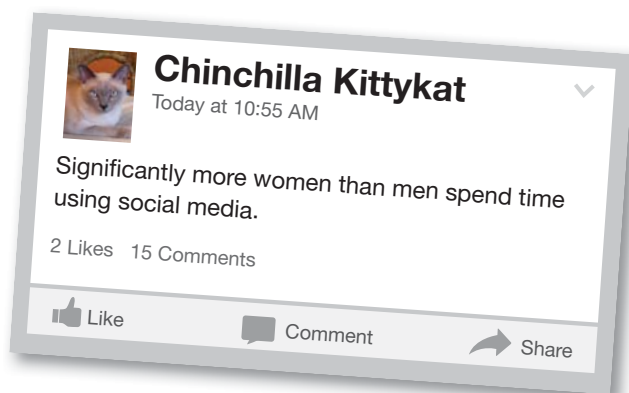 Chinchilla Kittykat
Today at 10:55 AM
Significantly more women than men spend time
using social media.
2 Likes 15 Comments
Like
Comment
Share